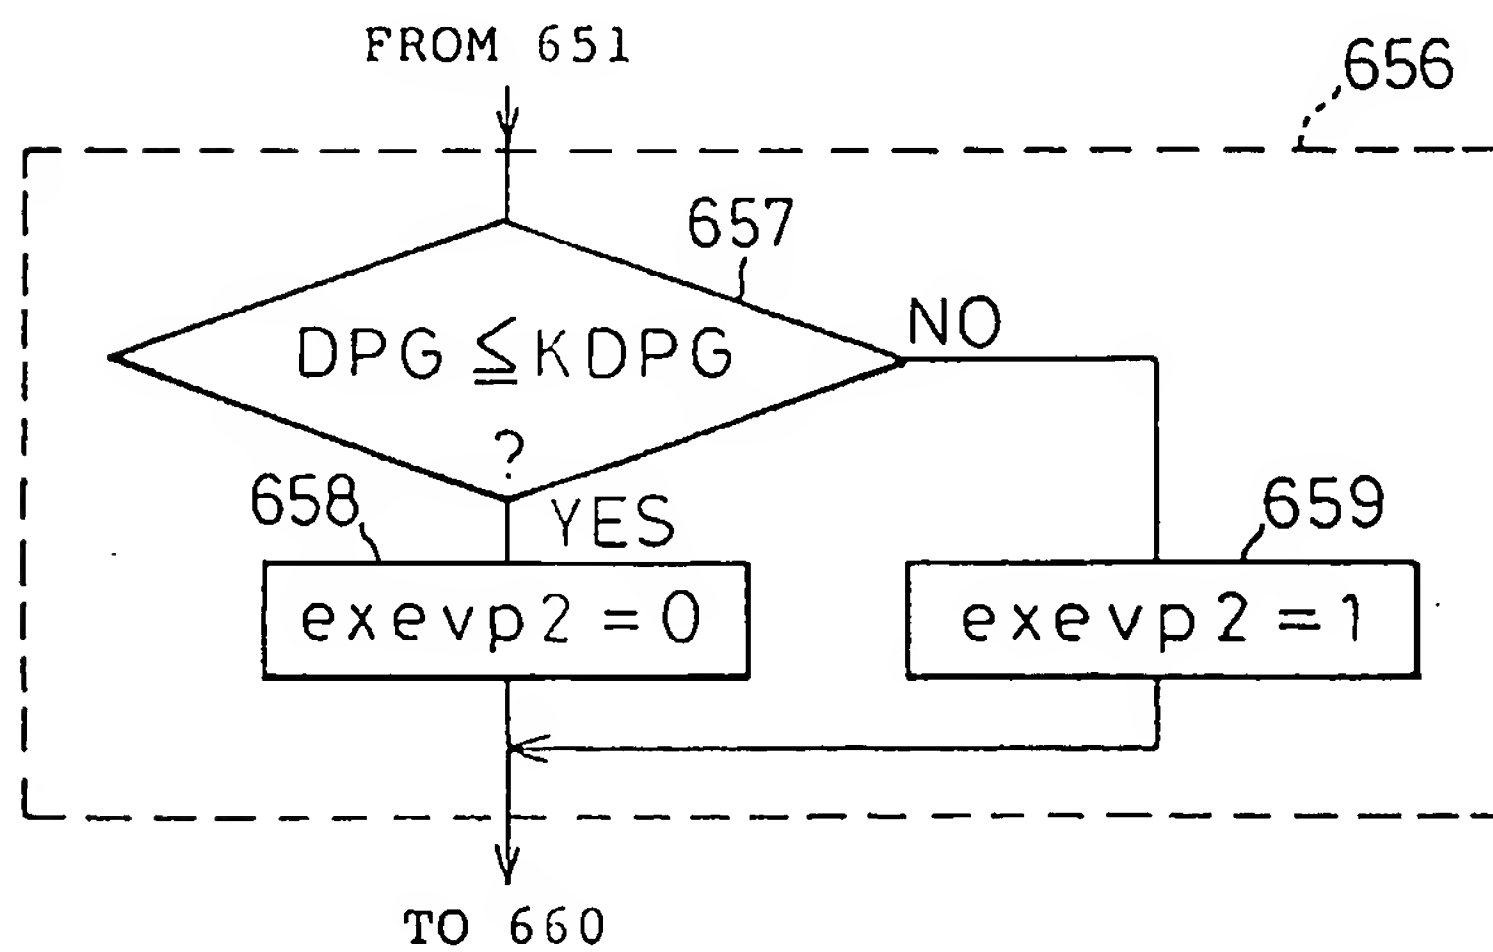 FROM 651
656
657
DPG ≦ KDPG
?
NO
YES
658
659
exevp2 = 0
exevp2 = 1
TO 660